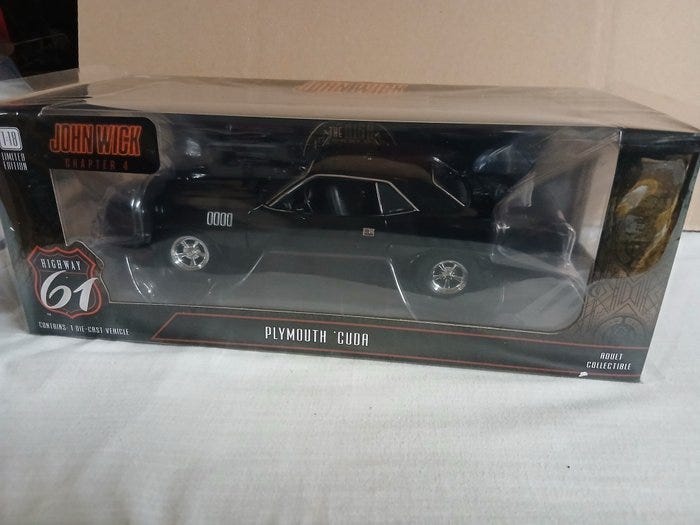 JOHN WICK
CHAPTER 4
1:18
LIMITED
EDITION
HIGHWAY
61
CONTAINS: 1 DIE-CAST VEHICLE
PLYMOUTH 'CUDA
ADULT
COLLECTIBLE